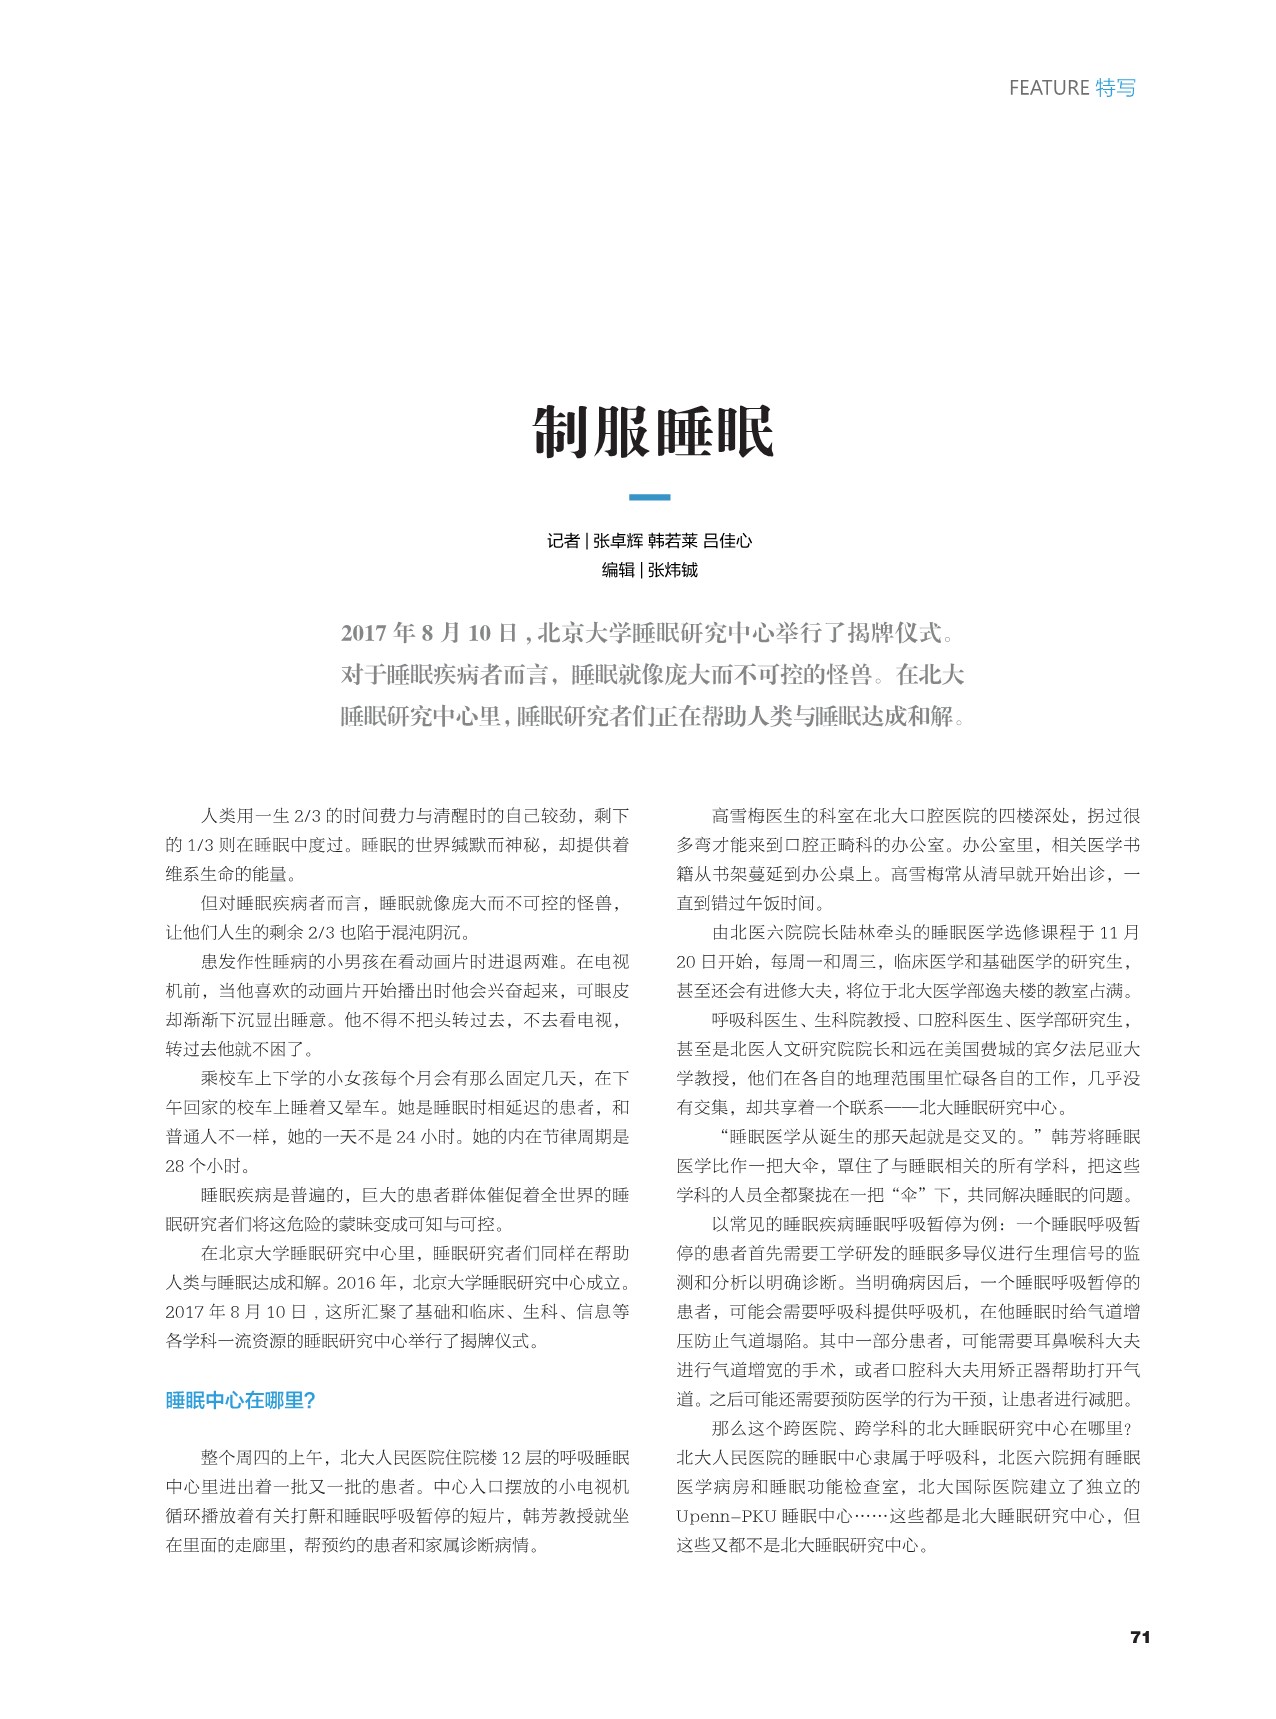 FEATURE 特写
制服睡眠
记者 | 张卓辉 韩若莱 吕佳心
编辑 | 张炜铖
2017 年 8 月 10 日 , 北京大学睡眠研究中心举行了揭牌仪式。
对于睡眠疾病者而言，睡眠就像庞大而不可控的怪兽。在北大
睡眠研究中心里，睡眠研究者们正在帮助人类与睡眠达成和解。
人类用一生 2/3 的时间费力与清醒时的自己较劲，剩下
的 1/3 则在睡眠中度过。睡眠的世界缄默而神秘，却提供着
维系生命的能量。
但对睡眠疾病者而言，睡眠就像庞大而不可控的怪兽，
让他们人生的剩余 2/3 也陷于混沌阴沉。
患发作性睡病的小男孩在看动画片时进退两难。在电视
机前，当他喜欢的动画片开始播出时他会兴奋起来，可眼皮
却渐渐下沉显出睡意。他不得不把头转过去，不去看电视，
转过去他就不困了。
乘校车上下学的小女孩每个月会有那么固定几天，在下
午回家的校车上睡着又晕车。她是睡眠时相延迟的患者，和
普通人不一样，她的一天不是 24 小时。她的内在节律周期是
28 个小时。
睡眠疾病是普遍的，巨大的患者群体催促着全世界的睡
眠研究者们将这危险的蒙昧变成可知与可控。
在北京大学睡眠研究中心里，睡眠研究者们同样在帮助
人类与睡眠达成和解。2016 年，北京大学睡眠研究中心成立。
2017 年 8 月 10 日 , 这所汇聚了基础和临床、生科、信息等
各学科一流资源的睡眠研究中心举行了揭牌仪式。
睡眠中心在哪里？
整个周四的上午，北大人民医院住院楼 12 层的呼吸睡眠
中心里进出着一批又一批的患者。中心入口摆放的小电视机
循环播放着有关打鼾和睡眠呼吸暂停的短片，韩芳教授就坐
在里面的走廊里，帮预约的患者和家属诊断病情。
高雪梅医生的科室在北大口腔医院的四楼深处，拐过很
多弯才能来到口腔正畸科的办公室。办公室里，相关医学书
籍从书架蔓延到办公桌上。高雪梅常从清早就开始出诊，一
直到错过午饭时间。
由北医六院院长陆林牵头的睡眠医学选修课程于 11 月
20 日开始，每周一和周三，临床医学和基础医学的研究生，
甚至还会有进修大夫，将位于北大医学部逸夫楼的教室占满。
呼吸科医生、生科院教授、口腔科医生、医学部研究生，
甚至是北医人文研究院院长和远在美国费城的宾夕法尼亚大
学教授，他们在各自的地理范围里忙碌各自的工作，几乎没
有交集，却共享着一个联系——北大睡眠研究中心。
“睡眠医学从诞生的那天起就是交叉的。”韩芳将睡眠
医学比作一把大伞，罩住了与睡眠相关的所有学科，把这些
学科的人员全都聚拢在一把“伞”下，共同解决睡眠的问题。
以常见的睡眠疾病睡眠呼吸暂停为例：一个睡眠呼吸暂
停的患者首先需要工学研发的睡眠多导仪进行生理信号的监
测和分析以明确诊断。当明确病因后，一个睡眠呼吸暂停的
患者，可能会需要呼吸科提供呼吸机，在他睡眠时给气道增
压防止气道塌陷。其中一部分患者，可能需要耳鼻喉科大夫
进行气道增宽的手术，或者口腔科大夫用矫正器帮助打开气
道。之后可能还需要预防医学的行为干预，让患者进行减肥。
那么这个跨医院、跨学科的北大睡眠研究中心在哪里？
北大人民医院的睡眠中心隶属于呼吸科，北医六院拥有睡眠
医学病房和睡眠功能检查室，北大国际医院建立了独立的
Upenn–PKU 睡眠中心……这些都是北大睡眠研究中心，但
这些又都不是北大睡眠研究中心。
71